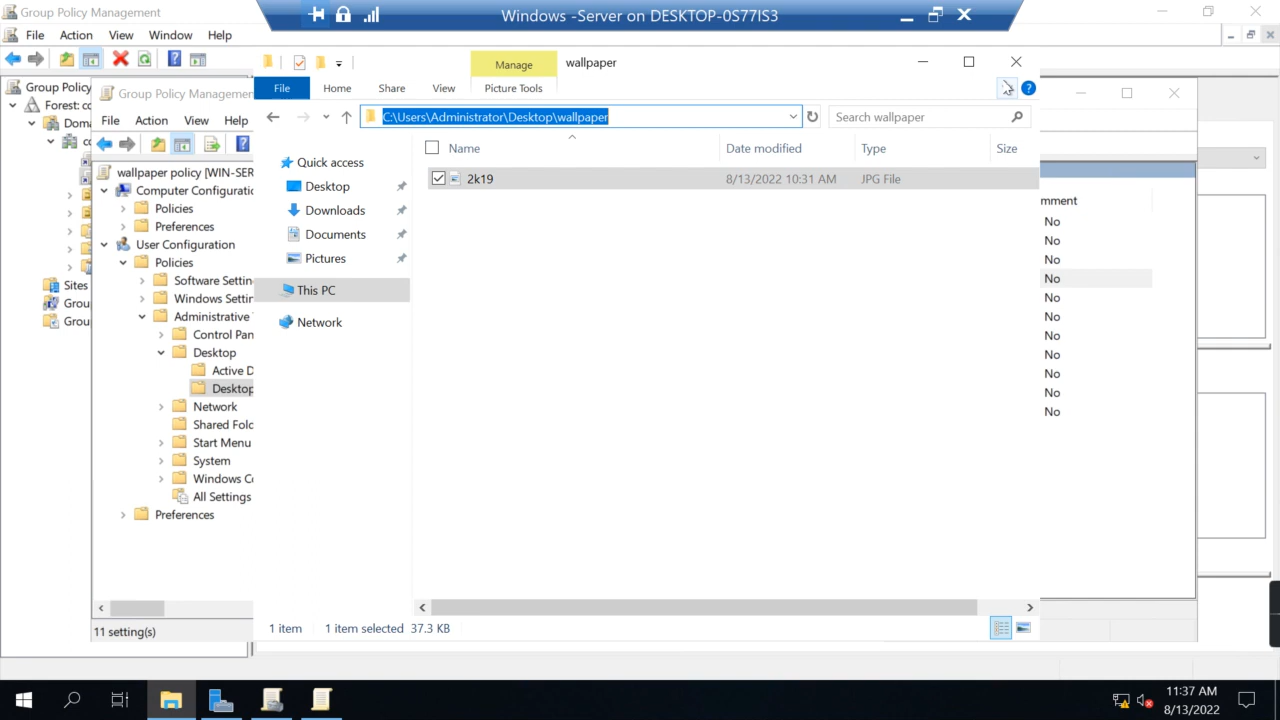 Group Policy Management
Windows -Server on DESKTOP-0S77IS3
File Action View Window Help
Manage
wallpaper
File Home Share View Picture Tools
Group Policy
Forest: co
Doma
co
Sites
Grou
Grou
Group Policy Management
File Action View Help
C:\Users\Administrator\Desktop\wallpaper
Search wallpaper
wallpaper policy [WIN-SER
Computer Configuratio
Policies
Preferences
User Configuration
Policies
Software Settin
Windows Settin
Administrative
Control Pan
Desktop
Active D
Desktop
Network
Shared Fold
Start Menu
System
Windows Co
All Settings
Preferences
11 setting(s)
Quick access
Desktop
Downloads
Documents
Pictures
This PC
Network
Name Date modified Type Size
2k19 8/13/2022 10:31 AM JPG File
1 item 1 item selected 37.3 KB
mment
No
No
No
No
No
No
No
No
No
No
No
11:37 AM
8/13/2022